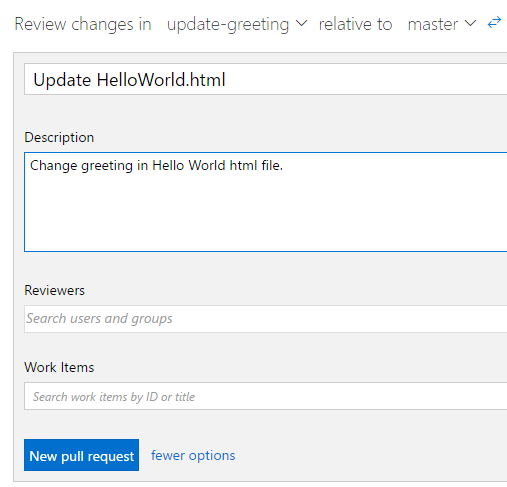 Review changes in update-greeting relative to master
Update HelloWorld.html
Description
Change greeting in Hello World html file.
Reviewers
Search users and groups
Work Items
Search work items by ID or title
New pull request fewer options